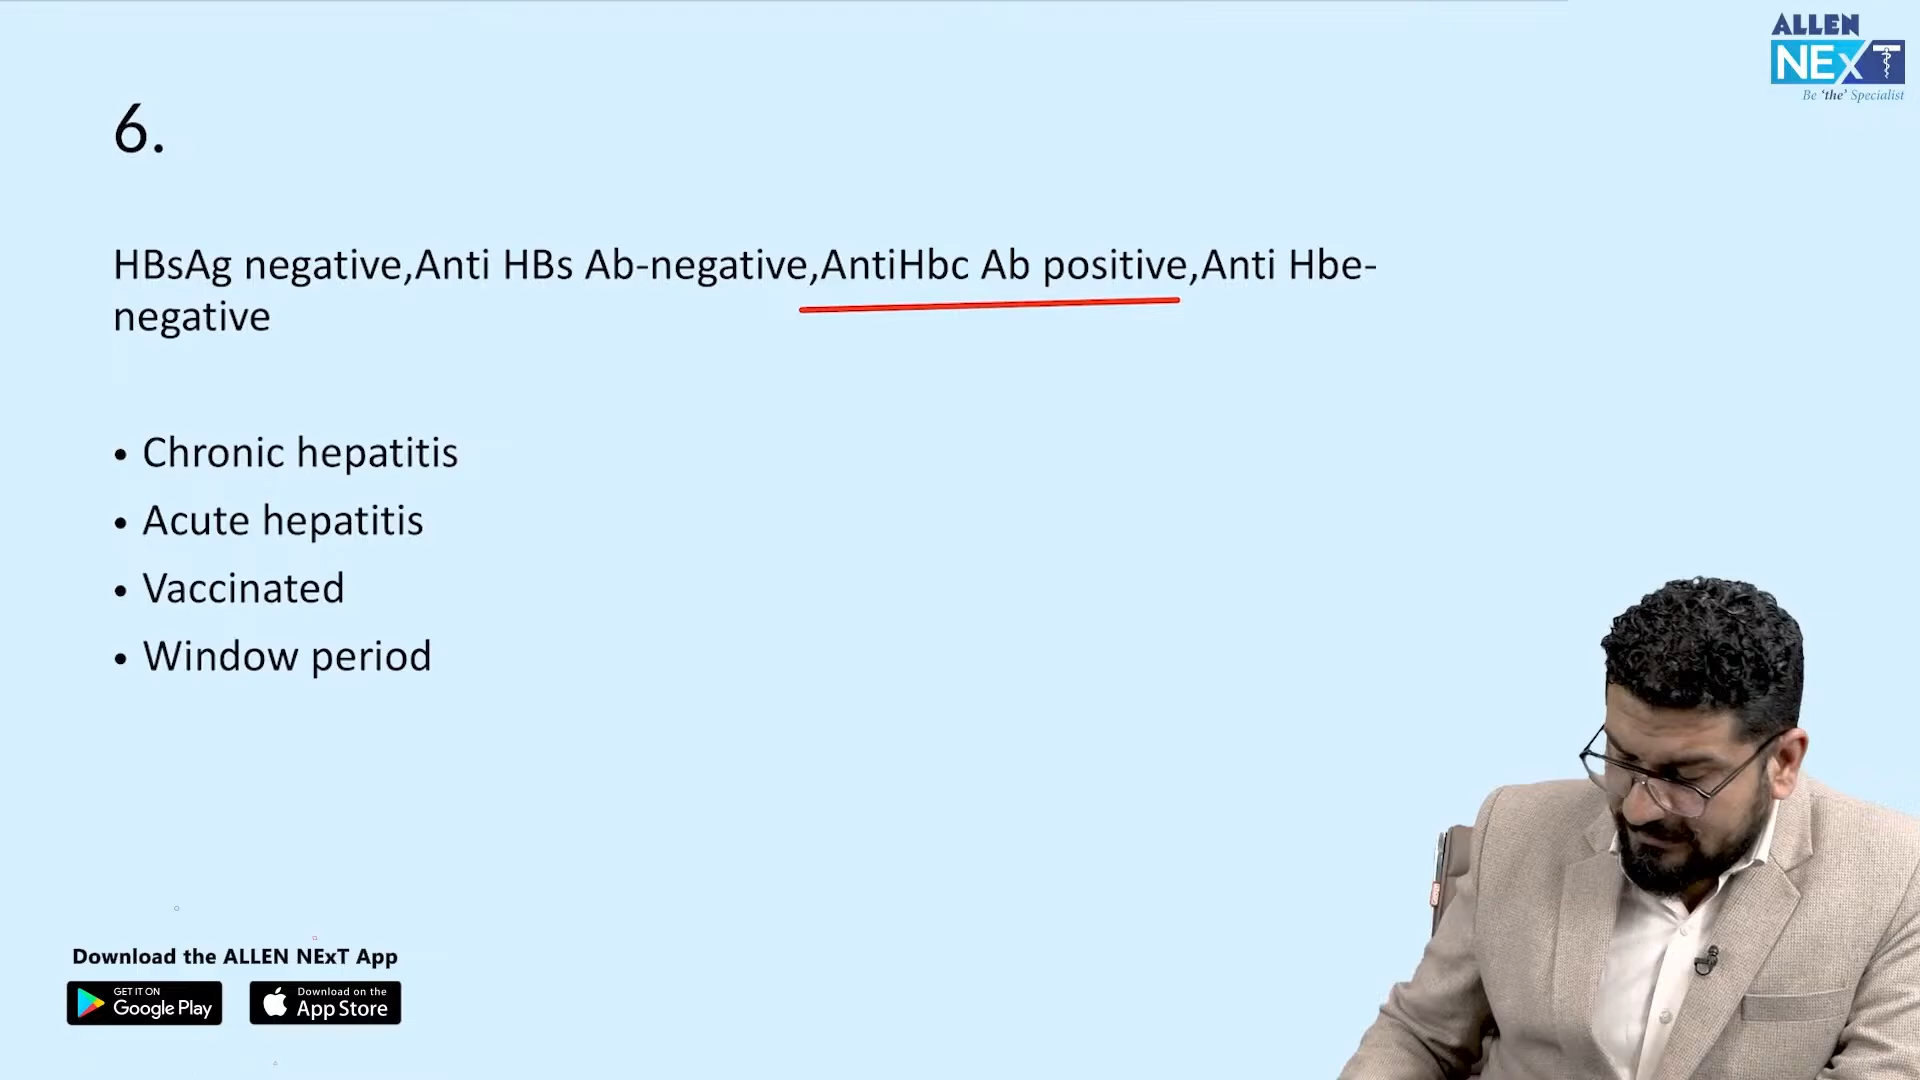 ALLEN
NExT
Be 'the' Specialist
6.
HBsAg negative,Anti HBs Ab-negative,AntiHbc Ab positive,Anti Hbe-
negative
• Chronic hepatitis
• Acute hepatitis
• Vaccinated
• Window period
Download the ALLEN NExT App
GET IT ON
Google Play
Download on the
App Store